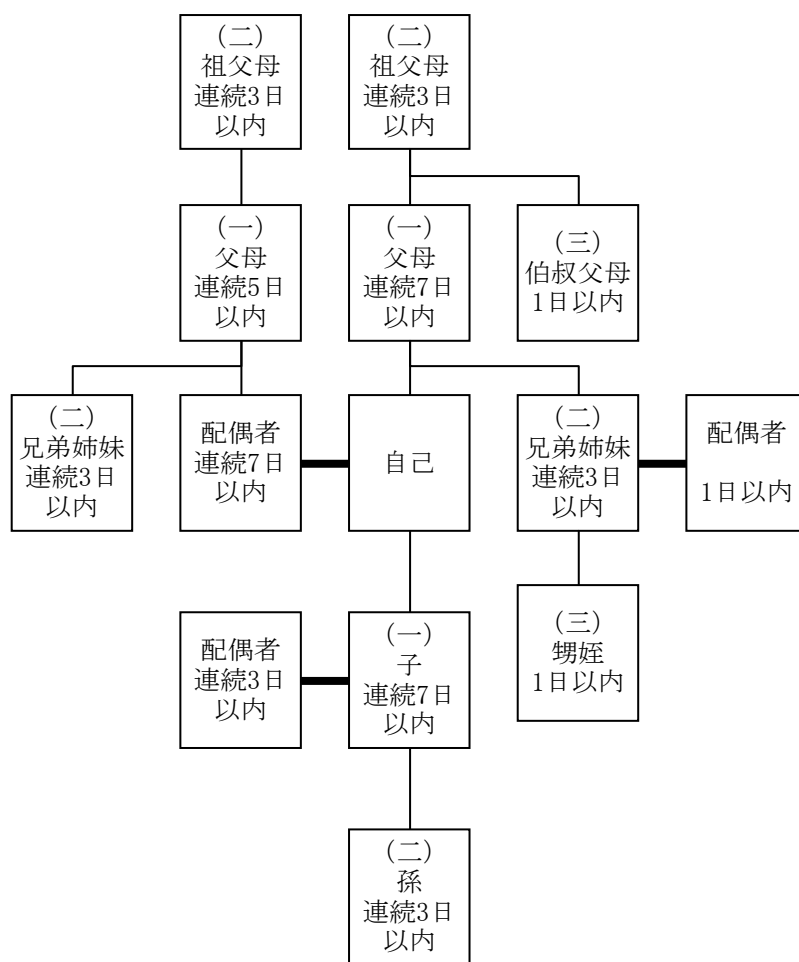 (二)
祖父母
連続3日
以内
(二)
祖父母
連続3日
以内
(一)
父母
連続5日
以内
(一)
父母
連続7日
以内
(三)
伯叔父母
1日以内
(二)
兄弟姉妹
連続3日
以内
配偶者
連続7日
以内
自己
(二)
兄弟姉妹
連続3日
以内
配偶者
1日以内
配偶者
連続3日
以内
(一)
子
連続7日
以内
(三)
甥姪
1日以内
(二)
孫
連続3日
以内